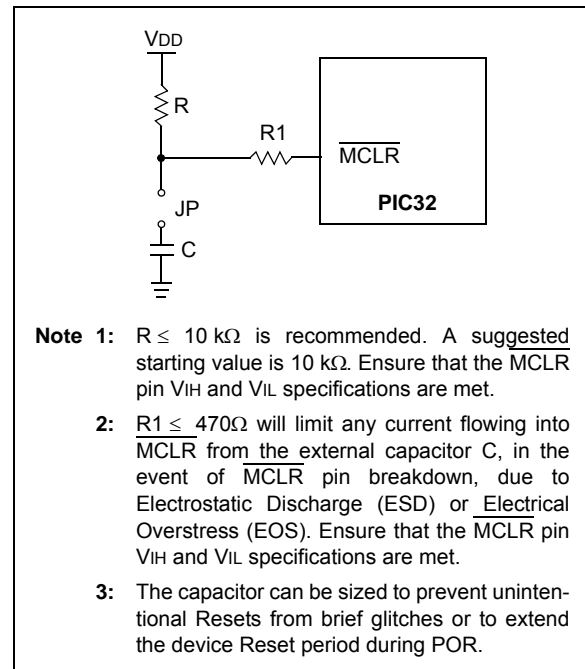 VDD
R
R1
MCLR
JP
PIC32
C
Note 1: R ≤ 10 kΩ is recommended. A suggested
starting value is 10 kΩ. Ensure that the MCLR
pin VIH and VIL specifications are met.
2: R1 ≤ 470Ω will limit any current flowing into
MCLR from the external capacitor C, in the
event of MCLR pin breakdown, due to
Electrostatic Discharge (ESD) or Electrical
Overstress (EOS). Ensure that the MCLR pin
VIH and VIL specifications are met.
3: The capacitor can be sized to prevent uninten-
tional Resets from brief glitches or to extend
the device Reset period during POR.